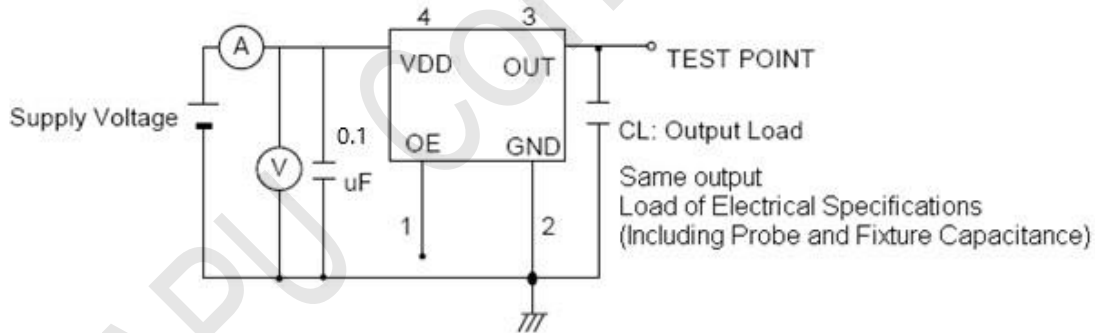 4
3
A
VDD
OUT
TEST POINT
Supply Voltage
0.1
uF
V
OE
GND
CL: Output Load
Same output
Load of Electrical Specifications
(Including Probe and Fixture Capacitance)
1
2